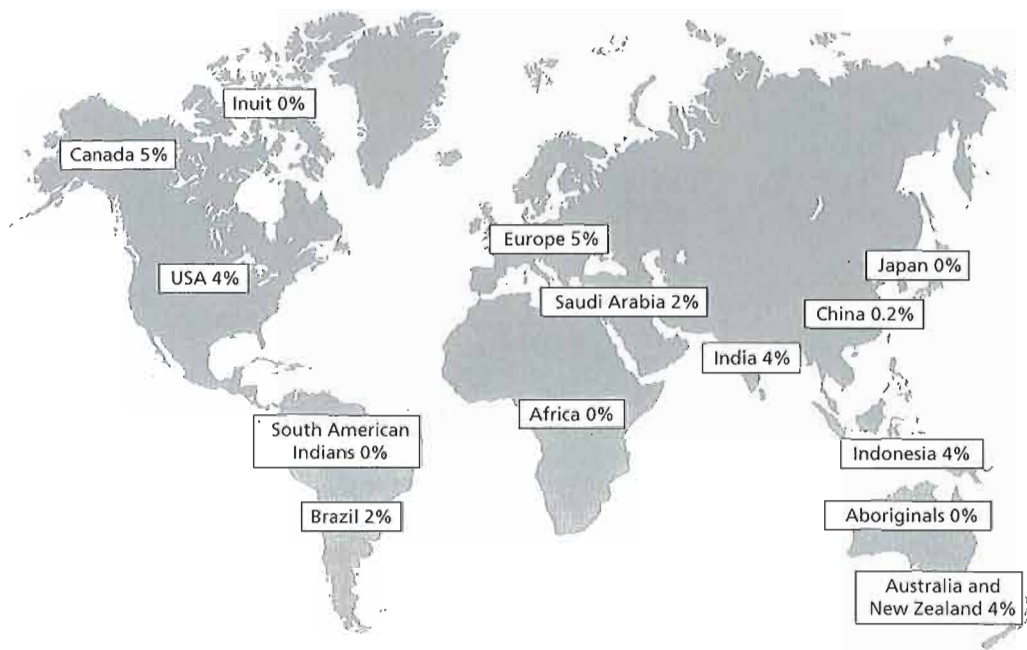 Inuit 0%
Canada 5%
Europe 5%
USA 4%
Japan 0%
Saudi Arabia 2%
China 0.2%
India 4%
Africa 0%
South American
Indians 0%
Indonesia 4%
Brazil 2%
Aboriginals 0%
Australia and
New Zealand 4%